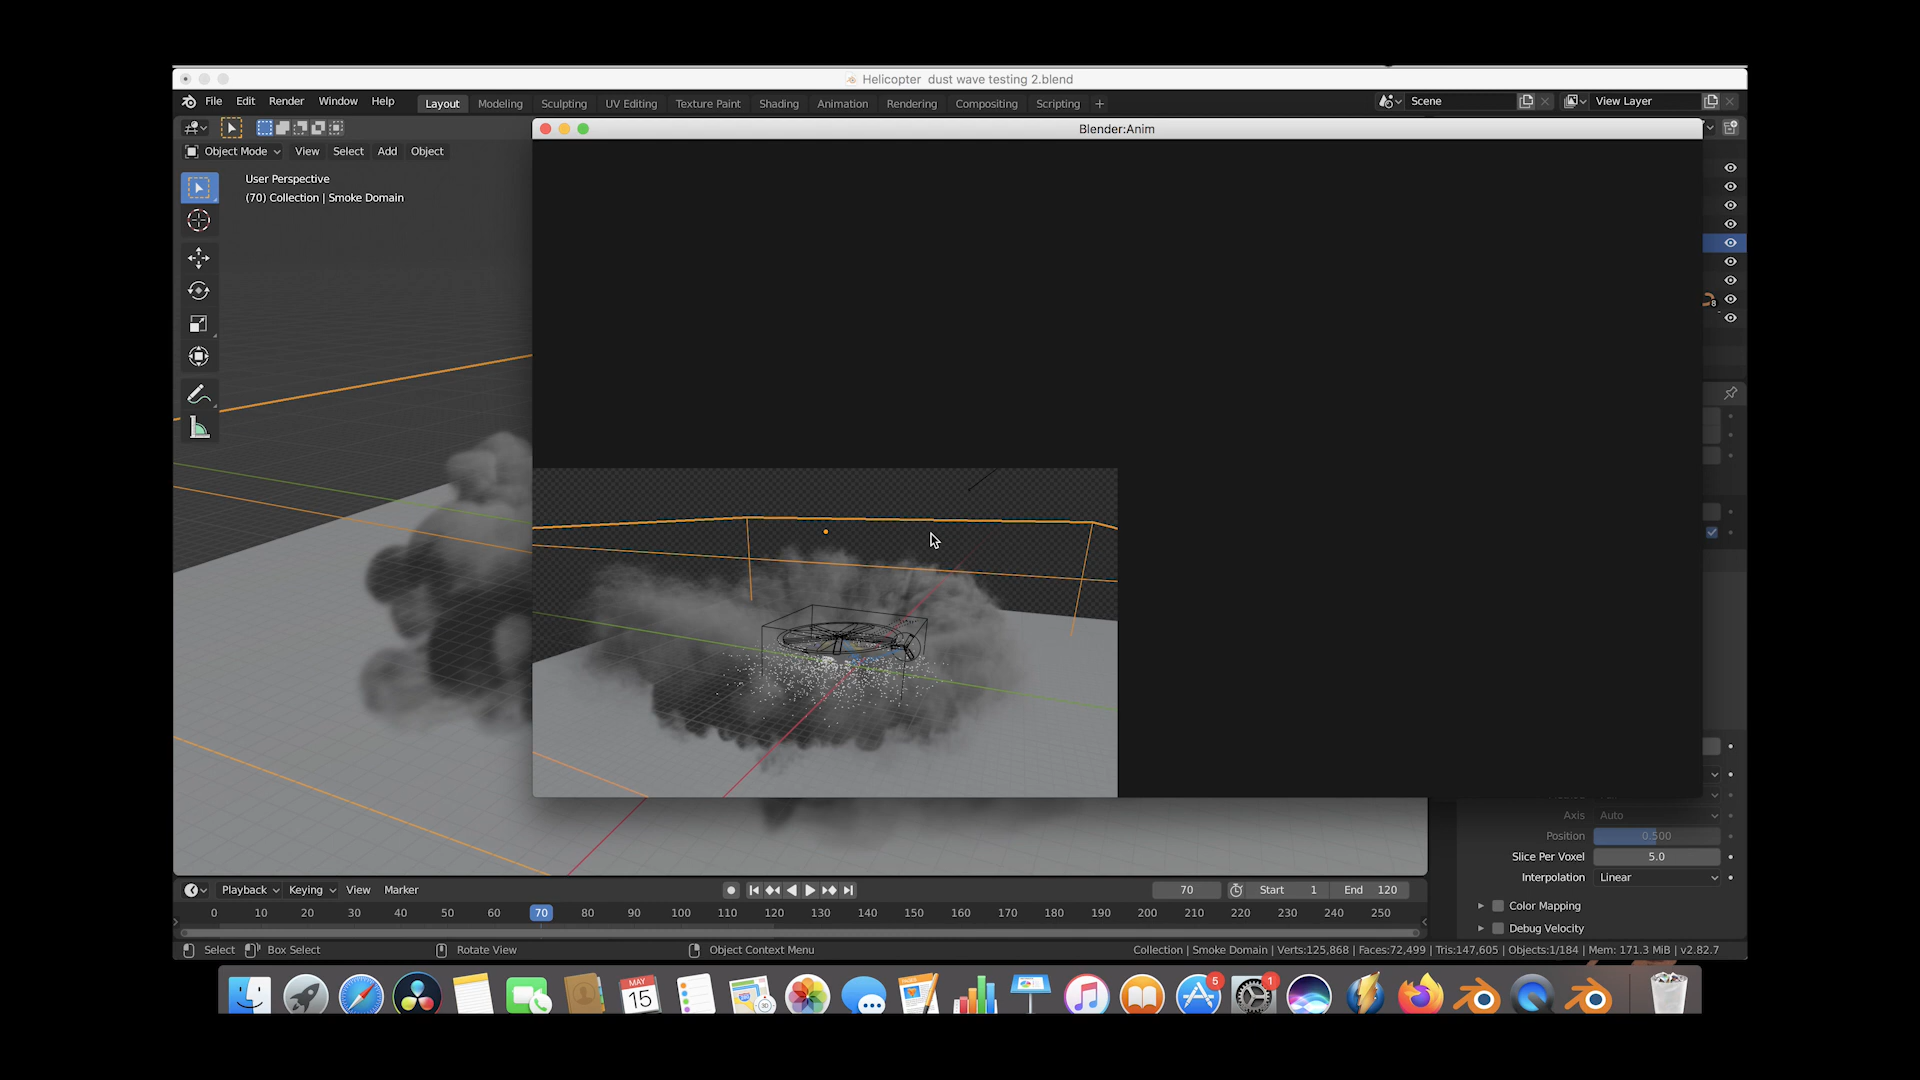 Helicopter  dust wave testing 2.blend
File Edit Render Window Help
Layout Modeling Sculpting UV Editing Texture Paint Shading Animation Rendering Compositing Scripting +
Scene
View Layer
Blender:Anim
Object Mode View Select Add Object
User Perspective
(70) Collection | Smoke Domain
8
Axis Auto
Position 0.500
Slice Per Voxel 5.0
Interpolation Linear
Color Mapping
Debug Velocity
Playback Keying View Marker
70 Start 1 End 120
0 10 20 30 40 50 60 70 80 90 100 110 120 130 140 150 160 170 180 190 200 210 220 230 240 250
Select Box Select Rotate View Object Context Menu
Collection | Smoke Domain | Verts:125,868 | Faces:72,499 | Tris:147,605 | Objects:1/184 | Mem: 171.3 MiB | v2.82.7
MAY
15
5
1